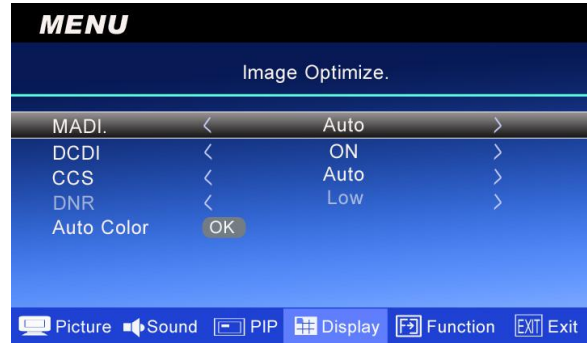 MENU
Image Optimize.
MADI. < Auto >
DCDI < ON >
CCS < Auto >
DNR < Low >
Auto Color OK
Picture Sound PIP Display F Function EXIT Exit